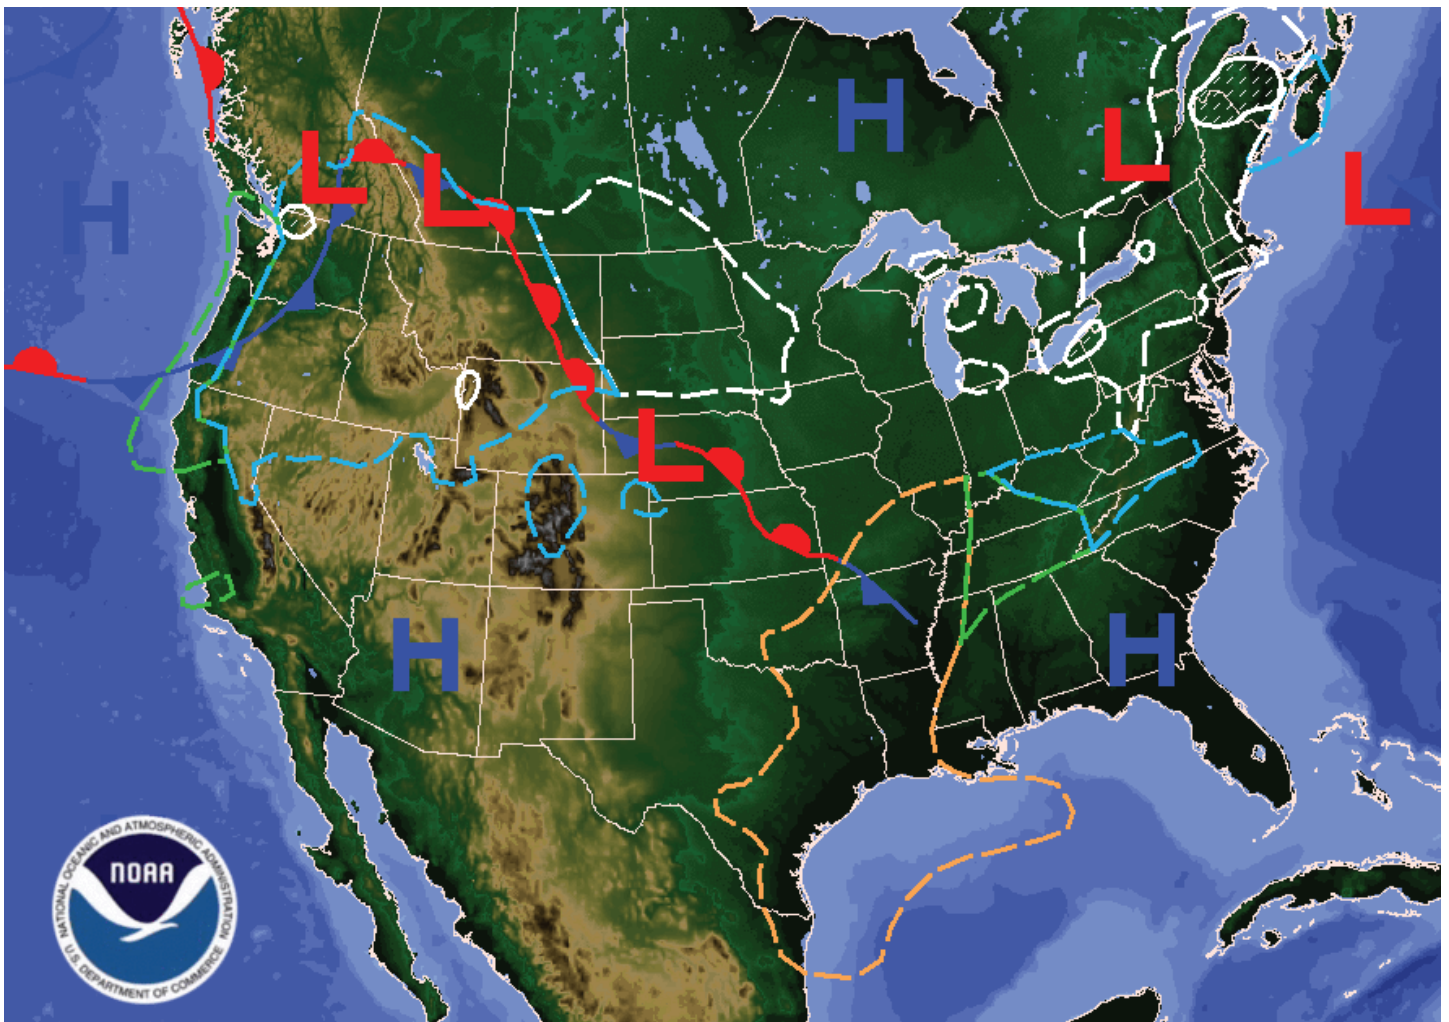 H
L
L
L
L
H
L
H
H
NATIONAL OCEANIC AND ATMOSPHERIC ADMINISTRATION
NOAA
U.S. DEPARTMENT OF COMMERCE